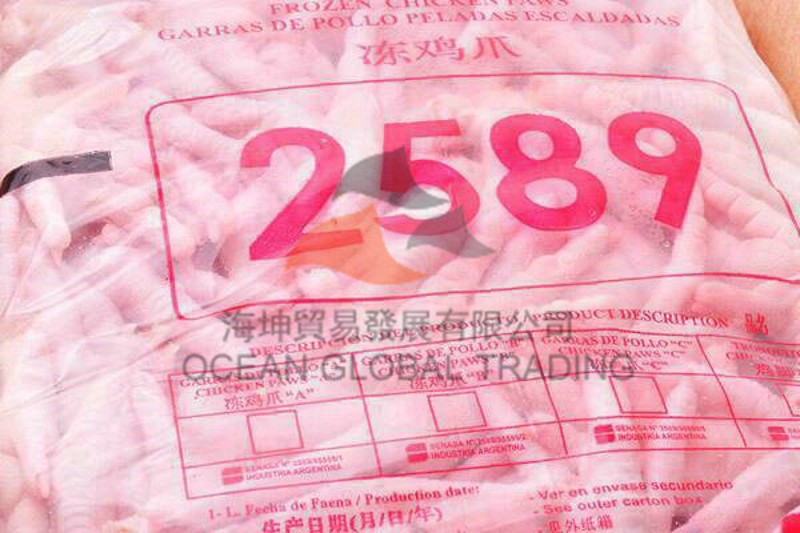 FROZEN CHICKEN PAWS
GARRAS DE POLLO PELADAS ESCALDADAS
冻鸡爪
2589
海坤貿易發展有限公司
PRODUCT DESCRIPTION
OCEAN GLOBAL TRADING
GARRAS DE POLLO "B"
GARRAS DE POLLO "C"
CHICKEN PAWS "C"
CHICKEN PAWS
冻鸡爪 "A"
冻鸡爪 "B"
冻鸡爪 "C"
INDUSTRIA ARGENTINA
INDUSTRIA ARGENTINA
INDUSTRIA ARGENTINA
1- L. Fecha de Faena / Production date:
生产日期(月/日/年)
- Ver en envase secundario
- See outer carton box
- 见外纸箱